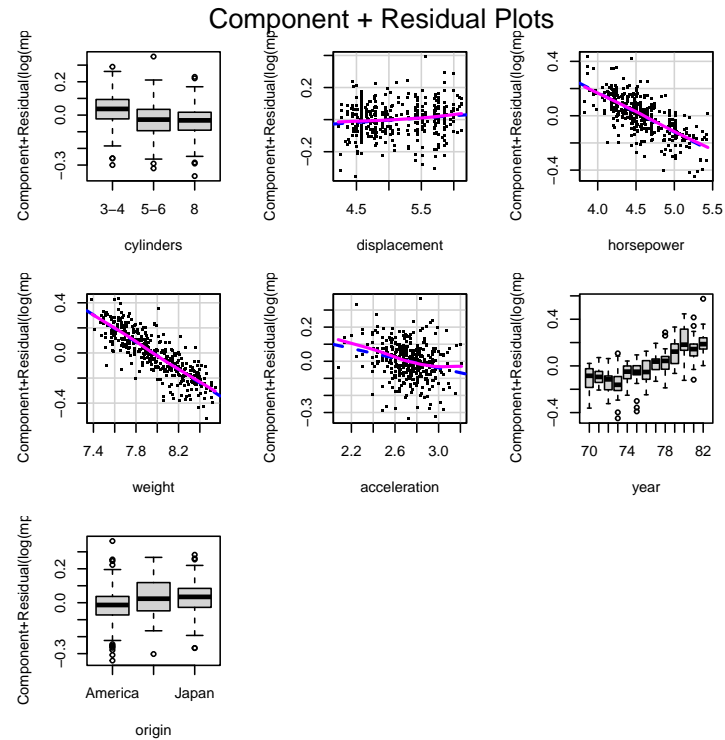 Component + Residual Plots
Component+Residual(log(mp
0.2
0.0
−0.3
3−4 5−6 8
cylinders
Component+Residual(log(mp
0.2
−0.2
4.5 5.5
displacement
Component+Residual(log(mp
0.4
0.0
−0.4
4.0 4.5 5.0 5.5
horsepower
Component+Residual(log(mp
0.4
0.0
−0.4
7.4 7.8 8.2
weight
Component+Residual(log(mp
0.2
0.0
−0.3
2.2 2.6 3.0
acceleration
Component+Residual(log(mp
0.4
0.0
−0.4
70 74 78 82
year
Component+Residual(log(mp
0.2
0.0
−0.3
America Japan
origin